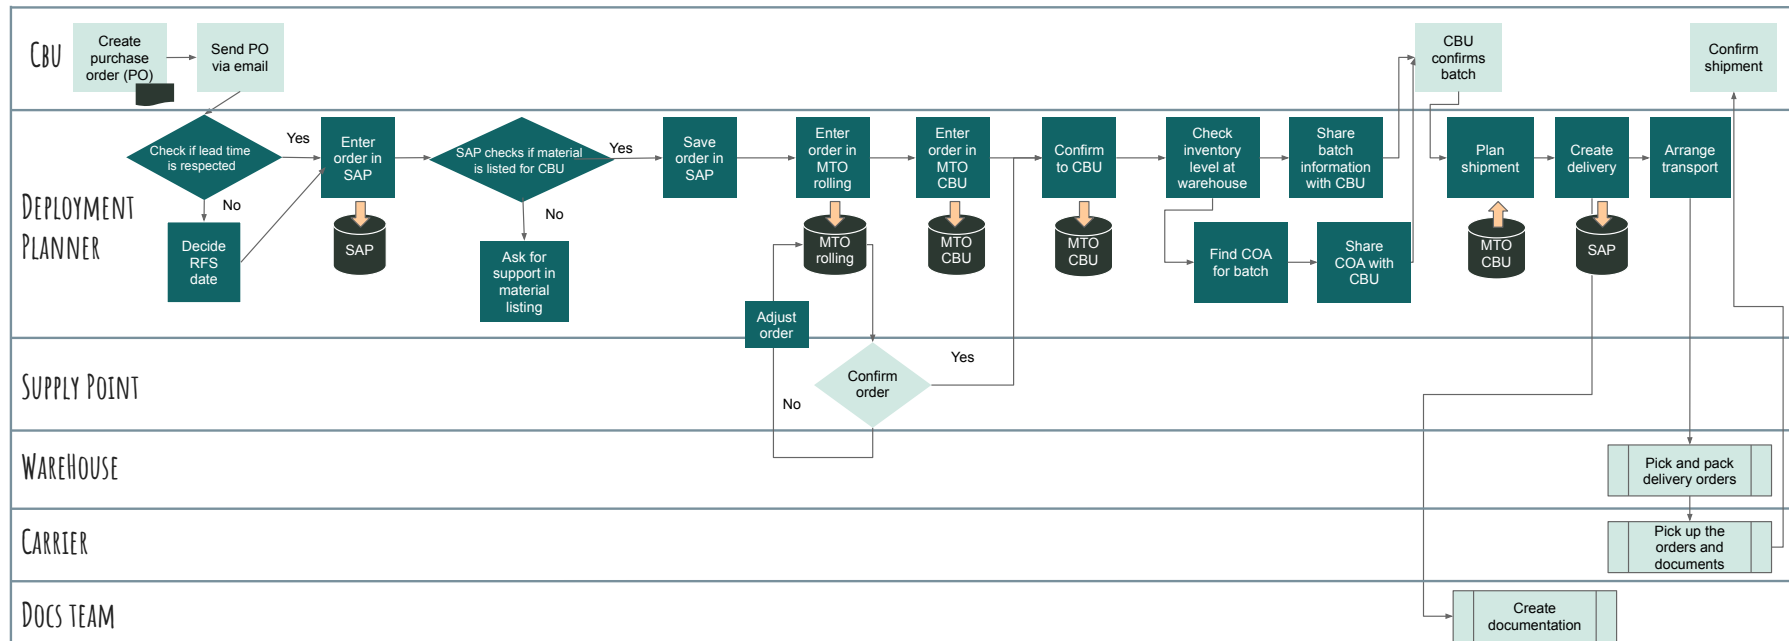 CBU
Create
purchase
order (PO)
Send PO
via email
CBU
confirms
batch
Confirm
shipment
DEPLOYMENT
PLANNER
Check if lead time
is respected
Yes
No
Decide
RFS
date
Enter
order in
SAP
SAP
SAP checks if material
is listed for CBU
Yes
No
Ask for
support in
material
listing
Save
order in
SAP
Enter
order in
MTO
rolling
MTO
rolling
Adjust
order
Enter
order in
MTO
CBU
MTO
CBU
Confirm
to CBU
MTO
CBU
Check
inventory
level at
warehouse
Share
batch
information
with CBU
Find COA
for batch
Share
COA with
CBU
Plan
shipment
MTO
CBU
Create
delivery
SAP
Arrange
transport
SUPPLY POINT
Confirm
order
Yes
No
WAREHOUSE
Pick and pack
delivery orders
CARRIER
Pick up the
orders and
documents
DOCS TEAM
Create
documentation